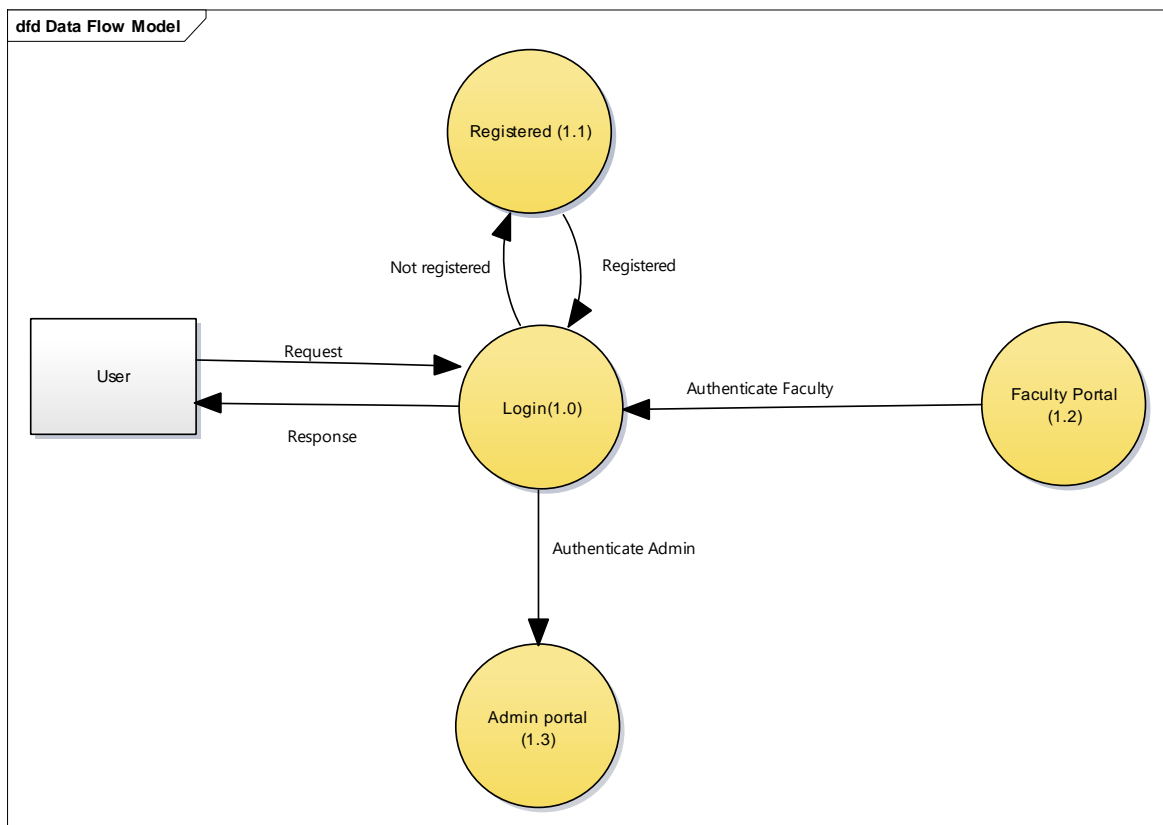 dfd Data Flow Model
Registered (1.1)
Not registered
Registered
User
Request
Response
Login(1.0)
Authenticate Faculty
Faculty Portal
(1.2)
Authenticate Admin
Admin portal
(1.3)